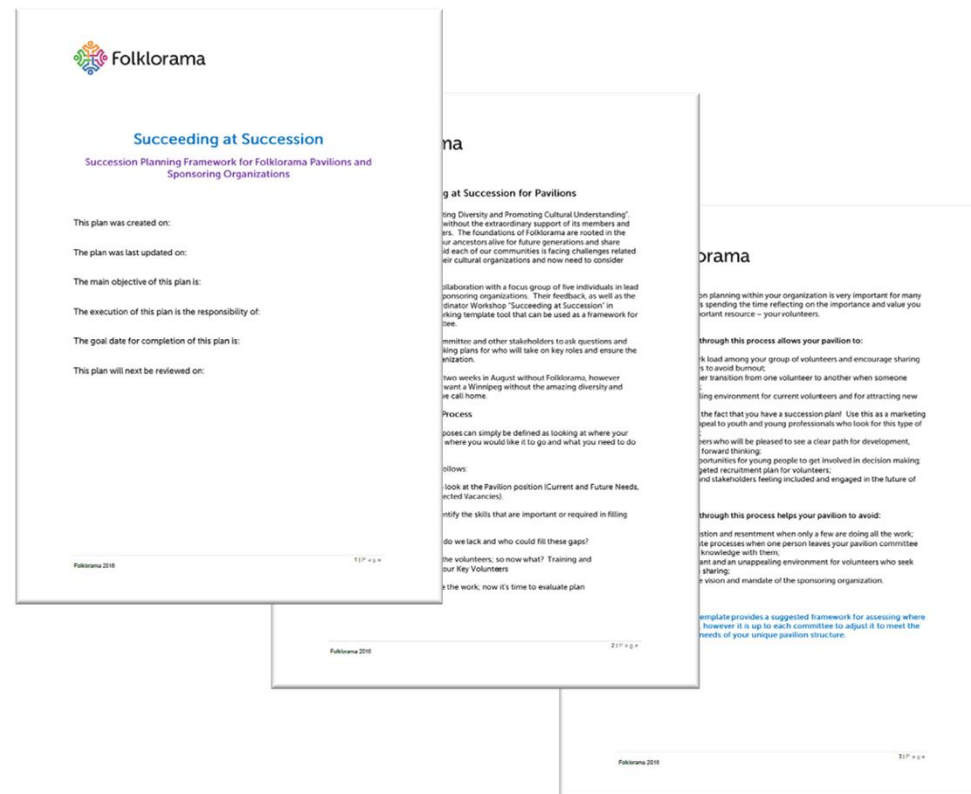 Folklorama
Succeeding at Succession
Succession Planning Framework for Folklorama Pavilions and
Sponsoring Organizations
This plan was created on:
The plan was last updated on:
The main objective of this plan is:
The execution of this plan is the responsibility of:
The goal date for completion of this plan is:
This plan will next be reviewed on:
1 | P a g e
Folklorama 2016
at Succession for Pavilions
ting Diversity and Promoting Cultural Understanding".
without the extraordinary support of its members and
ers. The foundations of Folklorama are rooted in the
ur ancestors alive for future generations and share
d each of our communities is facing challenges related
eir cultural organizations and now need to consider
ollaboration with a focus group of five individuals in lead
ponsoring organizations. Their feedback, as well as the
dinator Workshop "Succeeding at Succession" in
rking template tool that can be used as a framework for
tee.
mmittee and other stakeholders to ask questions and
king plans for who will take on key roles and ensure the
anization.
two weeks in August without Folklorama, however
want a Winnipeg without the amazing diversity and
e call home.
Process
poses can simply be defined as looking at where your
where you would like it to go and what you need to do
ollows:
look at the Pavilion position (Current and Future Needs,
ected Vacancies).
ntify the skills that are important or required in filling
do we lack and who could fill these gaps?
the volunteers; so now what? Training and
our Key Volunteers
the work; now it's time to evaluate plan
2 | P a g e
Folklorama 2016
orama
on planning within your organization is very important for many
s spending the time reflecting on the importance and value you
ortant resource – your volunteers.
through this process allows your pavilion to:
k load among your group of volunteers and encourage sharing
s to avoid burnout;
er transition from one volunteer to another when someone
ling environment for current volunteers and for attracting new
the fact that you have a succession plan! Use this as a marketing
peal to youth and young professionals who look for this type of
eers who will be pleased to see a clear path for development,
forward thinking;
portunities for young people to get involved in decision making;
geted recruitment plan for volunteers;
nd stakeholders feeling included and engaged in the future of
through this process helps your pavilion to avoid:
stion and resentment when only a few are doing all the work;
te processes when one person leaves your pavilion committee
knowledge with them;
ant and an unappealing environment for volunteers who seek
sharing;
e vision and mandate of the sponsoring organization.
emplate provides a suggested framework for assessing where
however it is up to each committee to adjust it to meet the
needs of your unique pavilion structure.
3 | P a g e
Folklorama 2016